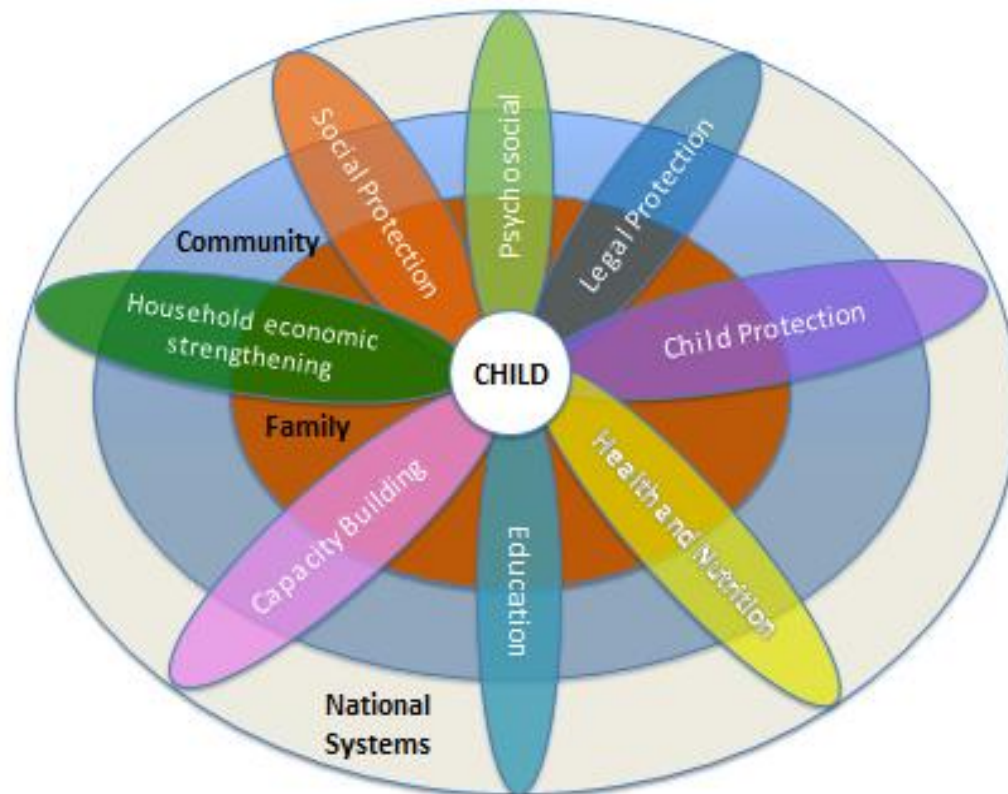 Psychosocial
Social Protection
Legal Protection
Community
Household economic
strengthening
Child Protection
CHILD
Family
Capacity Building
Education
Health and Nutrition
National
Systems